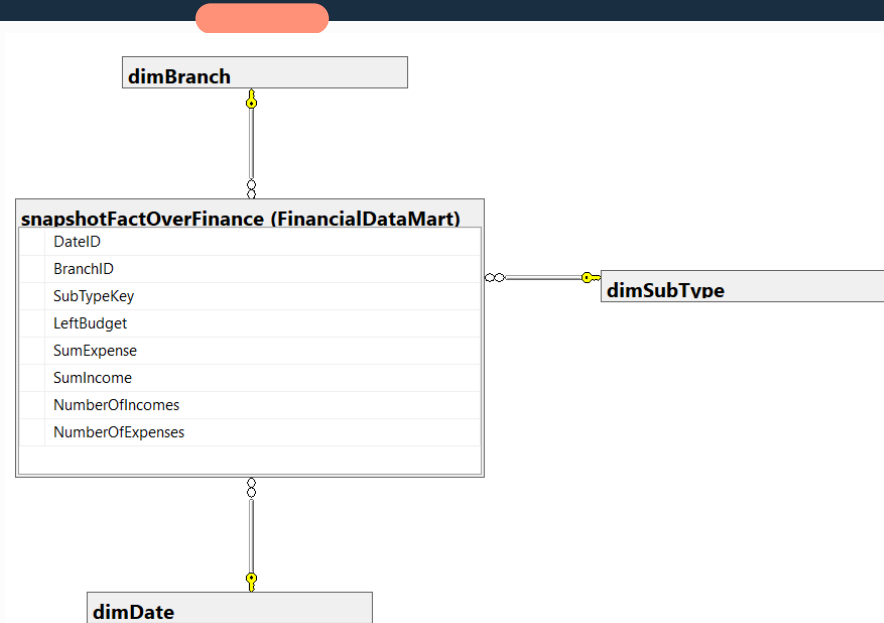 dimBranch
snapshotFactOverFinance (FinancialDataMart)
DateID
BranchID
SubTypeKey
LeftBudget
SumExpense
SumIncome
NumberOfIncomes
NumberOfExpenses
dimSubType
dimDate